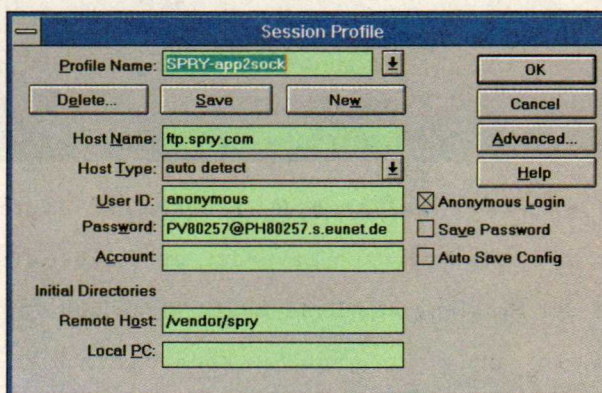 Session Profile
Profile Name: SPRY-app2sock
OK
Delete... Save New
Cancel
Host Name: ftp.spry.com
Advanced...
Host Type: auto detect
Help
User ID: anonymous
Anonymous Login
Password: PV80257@PH80257.s.eunet.de
Save Password
Account:
Auto Save Config
Initial Directories
Remote Host: /vendor/spry
Local PC: